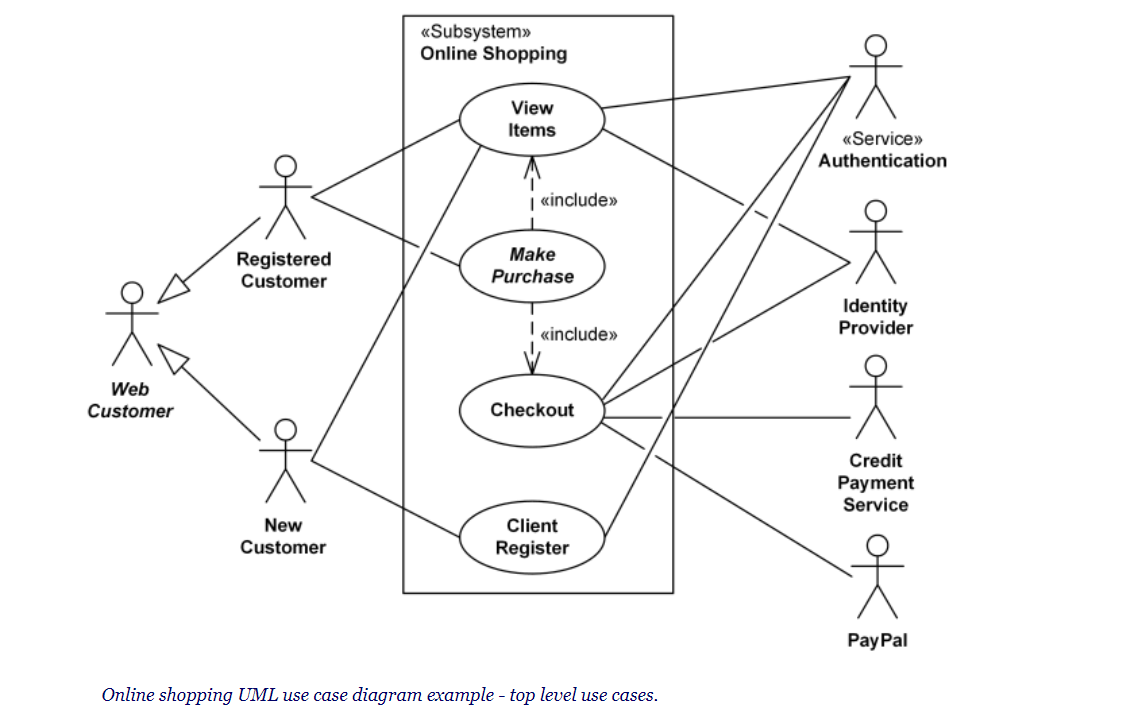 «Subsystem»
Online Shopping
View
Items
«include»
Make
Purchase
«include»
Checkout
Client
Register
Registered
Customer
Web
Customer
New
Customer
«Service»
Authentication
Identity
Provider
Credit
Payment
Service
PayPal
Online shopping UML use case diagram example - top level use cases.